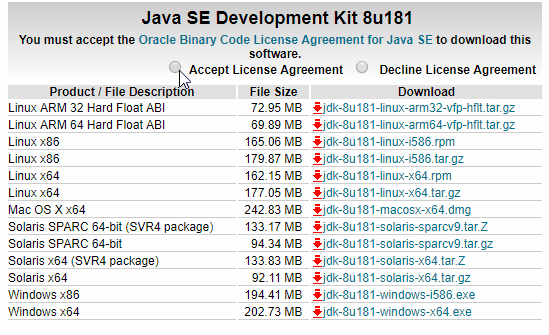 Java SE Development Kit 8u181
You must accept the Oracle Binary Code License Agreement for Java SE to download this
software.
Accept License Agreement Decline License Agreement
Product / File Description File Size Download
Linux ARM 32 Hard Float ABI 72.95 MB jdk-8u181-linux-arm32-vfp-hflt.tar.gz
Linux ARM 64 Hard Float ABI 69.89 MB jdk-8u181-linux-arm64-vfp-hflt.tar.gz
Linux x86 165.06 MB jdk-8u181-linux-i586.rpm
Linux x86 179.87 MB jdk-8u181-linux-i586.tar.gz
Linux x64 162.15 MB jdk-8u181-linux-x64.rpm
Linux x64 177.05 MB jdk-8u181-linux-x64.tar.gz
Mac OS X x64 242.83 MB jdk-8u181-macosx-x64.dmg
Solaris SPARC 64-bit (SVR4 package) 133.17 MB jdk-8u181-solaris-sparcv9.tar.Z
Solaris SPARC 64-bit 94.34 MB jdk-8u181-solaris-sparcv9.tar.gz
Solaris x64 (SVR4 package) 133.83 MB jdk-8u181-solaris-x64.tar.Z
Solaris x64 92.11 MB jdk-8u181-solaris-x64.tar.gz
Windows x86 194.41 MB jdk-8u181-windows-i586.exe
Windows x64 202.73 MB jdk-8u181-windows-x64.exe